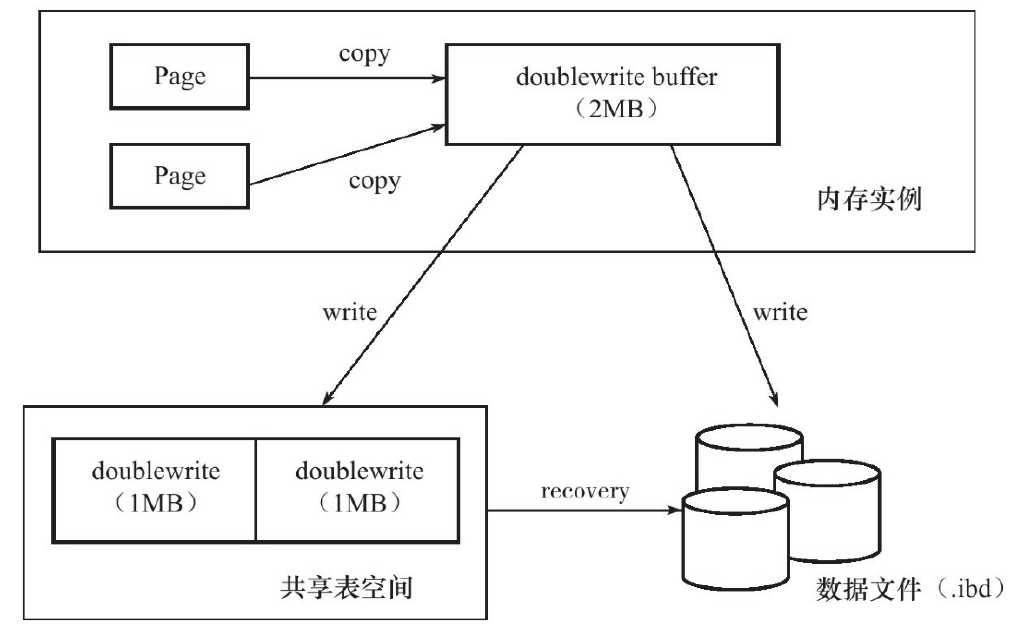 Page
copy
doublewrite buffer
（2MB）
Page
copy
内存实例
write
write
doublewrite
（1MB）
doublewrite
（1MB）
recovery
共享表空间
数据文件（.ibd）